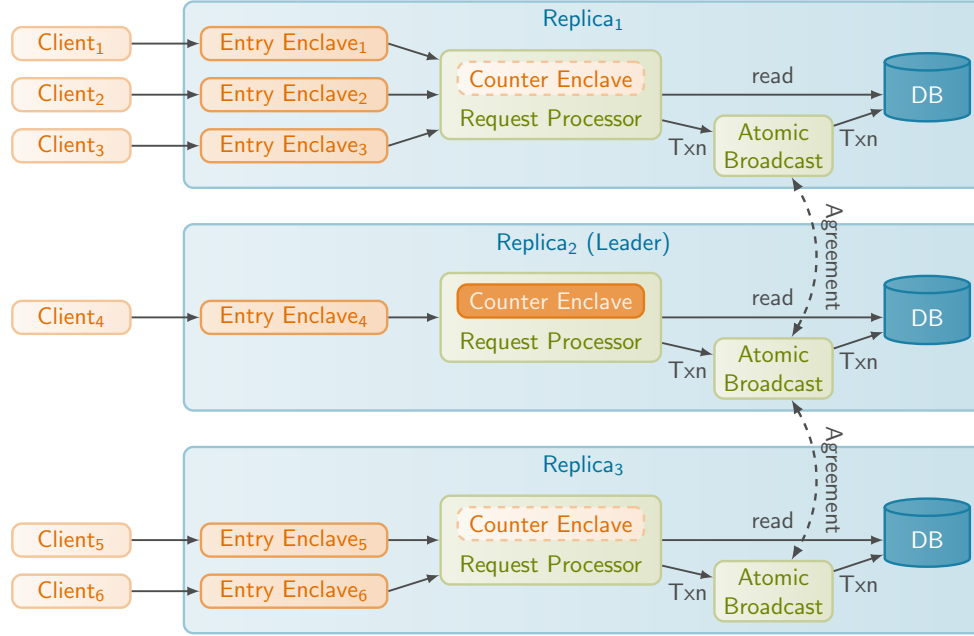 Replica₁
Client₁
Entry Enclave₁
Client₂
Entry Enclave₂
Client₃
Entry Enclave₃
Counter Enclave
Request Processor
read
Txn
Atomic
Broadcast
Txn
DB
Agreement
Replica₂ (Leader)
Client₄
Entry Enclave₄
Counter Enclave
Request Processor
read
Txn
Atomic
Broadcast
Txn
DB
Agreement
Replica₃
Client₅
Entry Enclave₅
Client₆
Entry Enclave₆
Counter Enclave
Request Processor
read
Txn
Atomic
Broadcast
Txn
DB